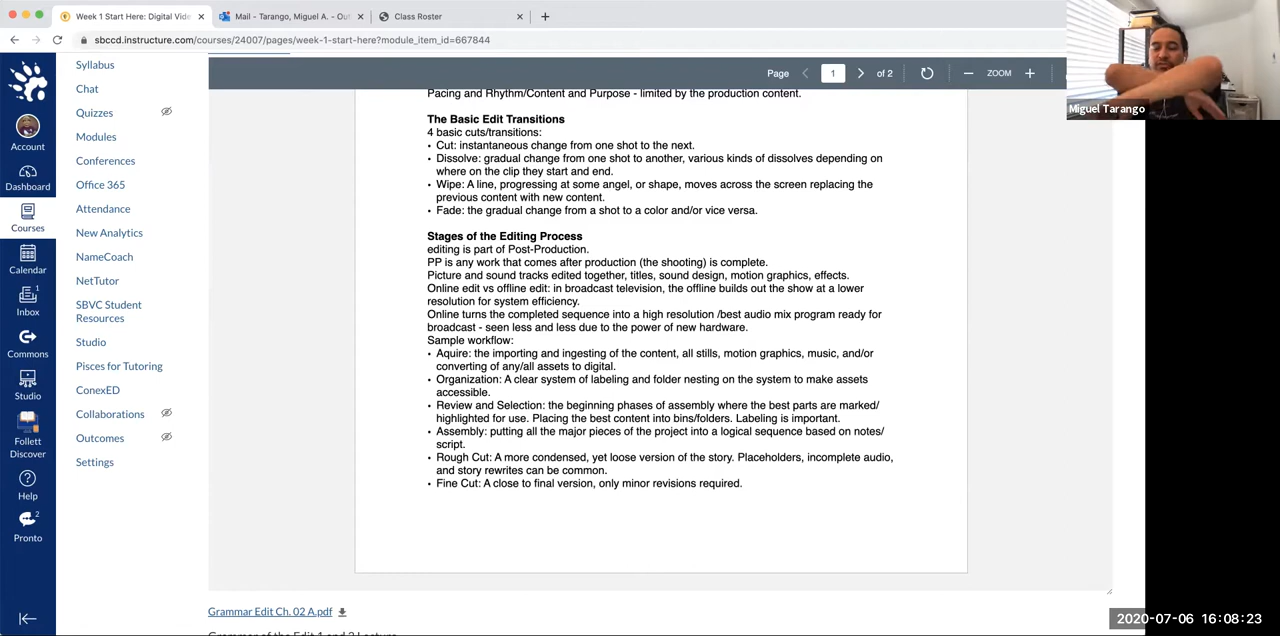 Week 1 Start Here: Digital Vide
Mail - Tarango, Miguel A. - Out
Class Roster
sbccd.instructure.com/courses/24007/pages/week-1-start-here?module_item_id=667844
Miguel Tarango
Account
Dashboard
Courses
Calendar
1
Inbox
Commons
Studio
Follett
Discover
Help
2
Pronto
Syllabus
Chat
Quizzes
Modules
Conferences
Office 365
Attendance
New Analytics
NameCoach
NetTutor
SBVC Student
Resources
Studio
Pisces for Tutoring
ConexED
Collaborations
Outcomes
Settings
Page 1 of 2 ZOOM
Pacing and Rhythm/Content and Purpose - limited by the production content.
The Basic Edit Transitions
4 basic cuts/transitions:
• Cut: instantaneous change from one shot to the next.
• Dissolve: gradual change from one shot to another, various kinds of dissolves depending on
where on the clip they start and end.
• Wipe: A line, progressing at some angel, or shape, moves across the screen replacing the
previous content with new content.
• Fade: the gradual change from a shot to a color and/or vice versa.
Stages of the Editing Process
editing is part of Post-Production.
PP is any work that comes after production (the shooting) is complete.
Picture and sound tracks edited together, titles, sound design, motion graphics, effects.
Online edit vs offline edit: in broadcast television, the offline builds out the show at a lower
resolution for system efficiency.
Online turns the completed sequence into a high resolution /best audio mix program ready for
broadcast - seen less and less due to the power of new hardware.
Sample workflow:
• Aquire: the importing and ingesting of the content, all stills, motion graphics, music, and/or
converting of any/all assets to digital.
• Organization: A clear system of labeling and folder nesting on the system to make assets
accessible.
• Review and Selection: the beginning phases of assembly where the best parts are marked/
highlighted for use. Placing the best content into bins/folders. Labeling is important.
• Assembly: putting all the major pieces of the project into a logical sequence based on notes/
script.
• Rough Cut: A more condensed, yet loose version of the story. Placeholders, incomplete audio,
and story rewrites can be common.
• Fine Cut: A close to final version, only minor revisions required.
Grammar Edit Ch. 02 A.pdf
Grammar of the Edit 1 and 2 Lecture
2020-07-06 16:08:23